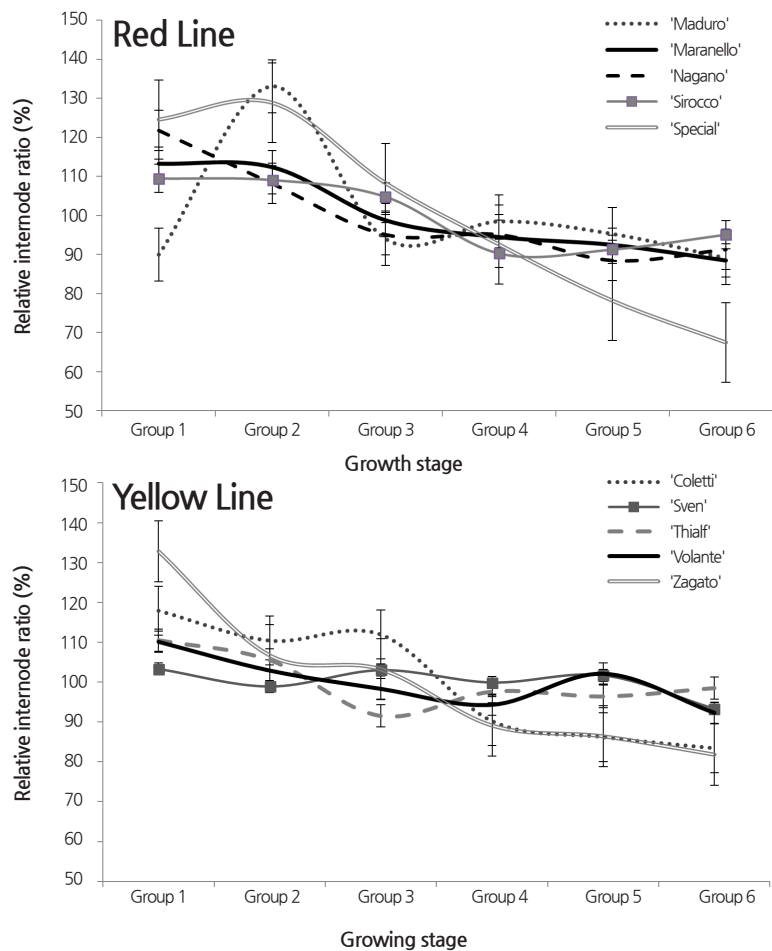 Red Line
'Maduro'
'Maranello'
'Nagano'
'Sirocco'
'Special'
Relative internode ratio (%)
150
140
130
120
110
100
90
80
70
60
50
Group 1 Group 2 Group 3 Group 4 Group 5 Group 6
Growth stage
Yellow Line
'Coletti'
'Sven'
'Thialf'
'Volante'
'Zagato'
Relative internode ratio (%)
150
140
130
120
110
100
90
80
70
60
50
Group 1 Group 2 Group 3 Group 4 Group 5 Group 6
Growing stage